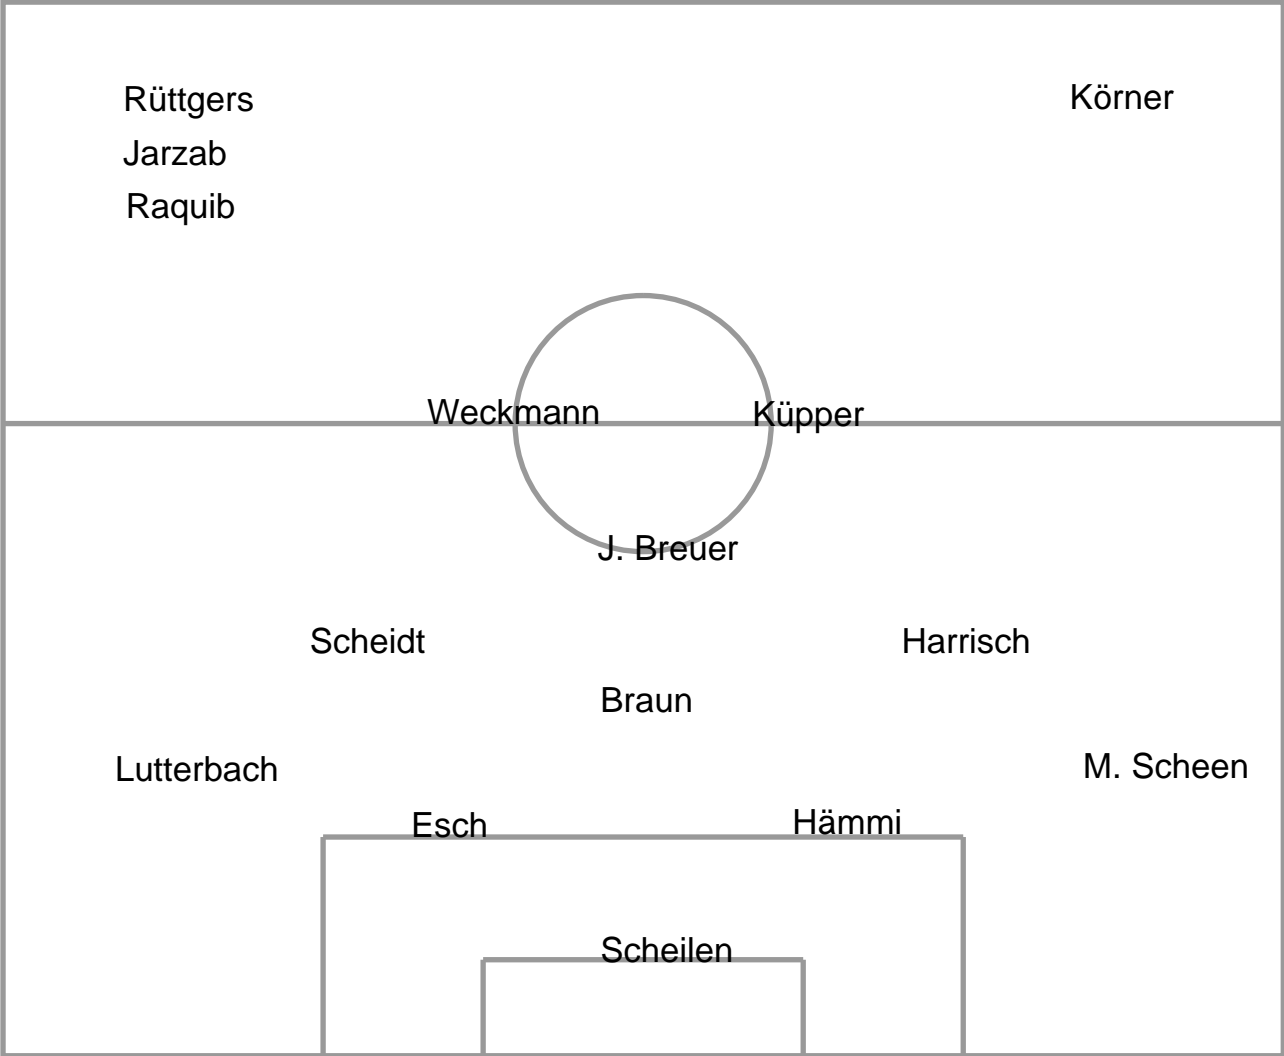 Rüttgers
Körner
Jarzab
Raquib
Weckmann
Küpper
J. Breuer
Scheidt
Harrisch
Braun
Lutterbach
M. Scheen
Esch
Hämmi
Scheilen